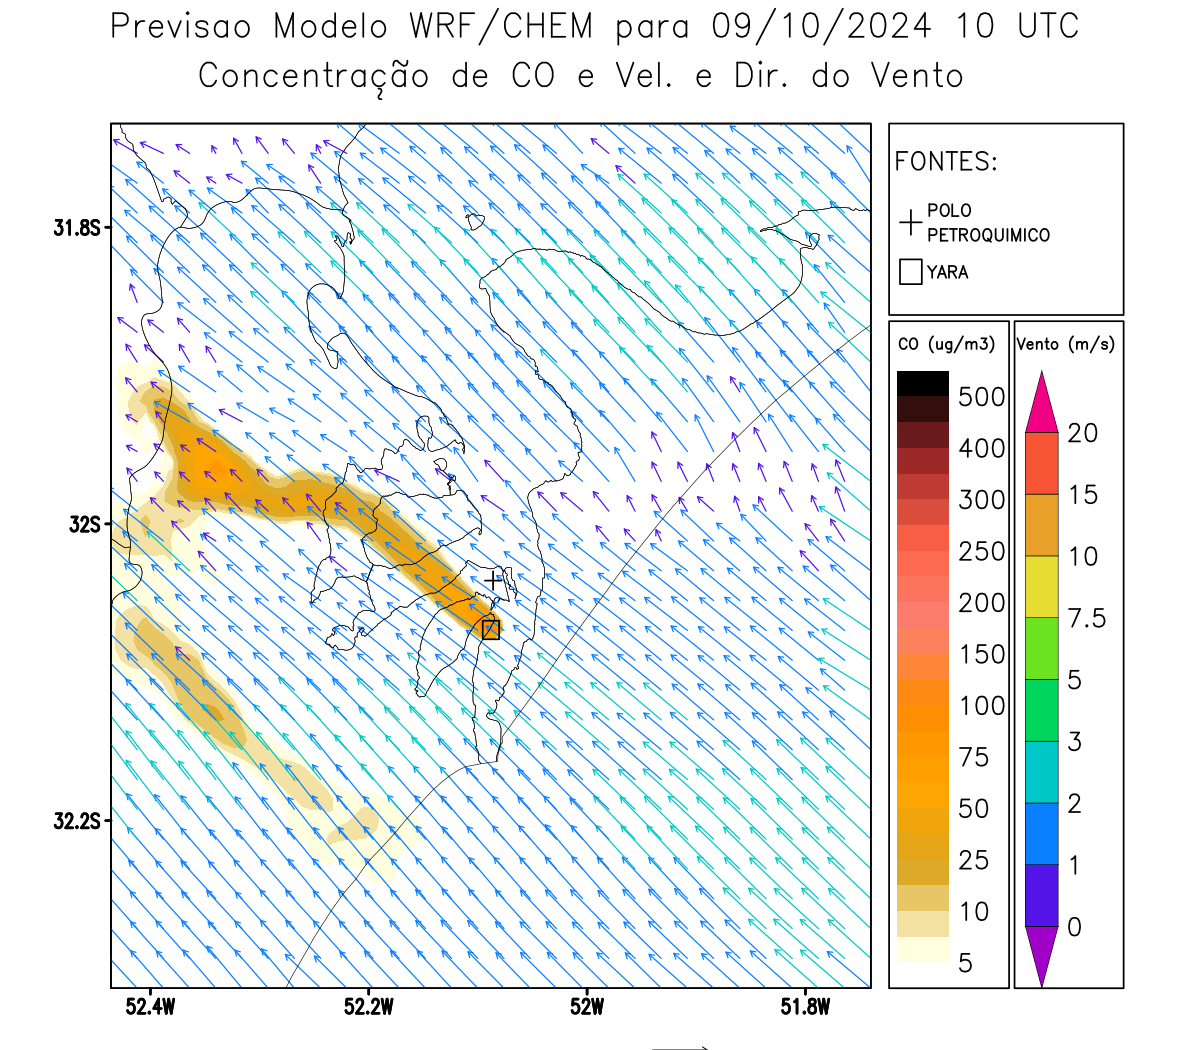 Previsao Modelo WRF/CHEM para 09/10/2024 10 UTC
Concentração de CO e Vel. e Dir. do Vento
FONTES:
POLO
PETROQUIMICO
YARA
CO (ug/m3)
500
400
300
250
200
150
100
75
50
25
10
5
Vento (m/s)
20
15
10
7.5
5
3
2
1
0
31.8S
32S
32.2S
52.4W
52.2W
52W
51.8W